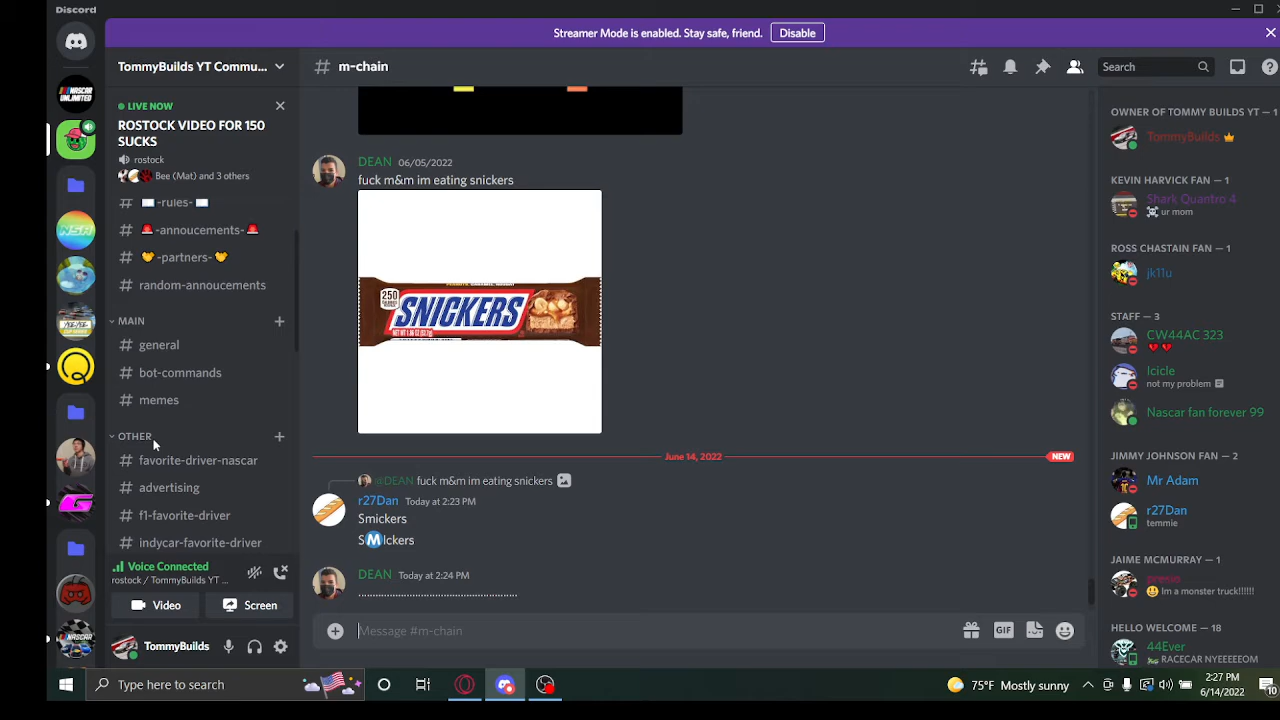 Discord
Streamer Mode is enabled. Stay safe, friend. Disable
TommyBuilds YT Commu...
LIVE NOW
ROSTOCK VIDEO FOR 150
SUCKS
rostock
Bee (Mat) and 3 others
-rules-
-annoucements-
-partners-
random-annoucements
MAIN
general
bot-commands
memes
OTHER
favorite-driver-nascar
advertising
f1-favorite-driver
indycar-favorite-driver
Voice Connected
rostock / TommyBuilds YT ...
Video Screen
TommyBuilds
# m-chain
Search
DEAN 06/05/2022
fuck m&m im eating snickers
250
SNICKERS
June 14, 2022 NEW
@DEAN fuck m&m im eating snickers
r27Dan Today at 2:23 PM
Smickers
SMIckers
DEAN Today at 2:24 PM
................................................
Message #m-chain
GIF
OWNER OF TOMMY BUILDS YT — 1
TommyBuilds
KEVIN HARVICK FAN — 1
Shark Quantro 4
ur mom
ROSS CHASTAIN FAN — 1
jk11u
STAFF — 3
CW44AC 323
Icicle
not my problem
Nascar fan forever 99
JIMMY JOHNSON FAN — 2
Mr Adam
r27Dan
temmie
JAIME MCMURRAY — 1
presio
Im a monster truck!!!!!!
HELLO WELCOME — 18
44Ever
RACECAR NYEEEEEOM
Type here to search
75°F Mostly sunny
2:27 PM
6/14/2022
10